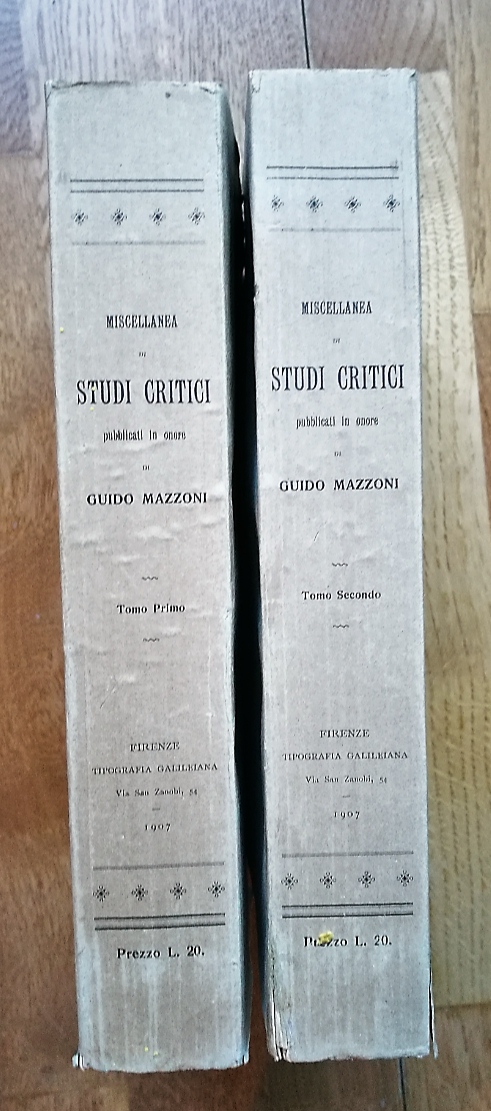 MISCELLANEA
DI
STUDI CRITICI
pubblicati in onore
DI
GUIDO MAZZONI
Tomo Primo
FIRENZE
TIPOGRAFIA GALILEIANA
Via San Zanobi, 54
1907
Prezzo L. 20.
MISCELLANEA
DI
STUDI CRITICI
pubblicati in onore
DI
GUIDO MAZZONI
Tomo Secondo
FIRENZE
TIPOGRAFIA GALILEIANA
Via San Zanobi, 54
1907
Prezzo L. 20.